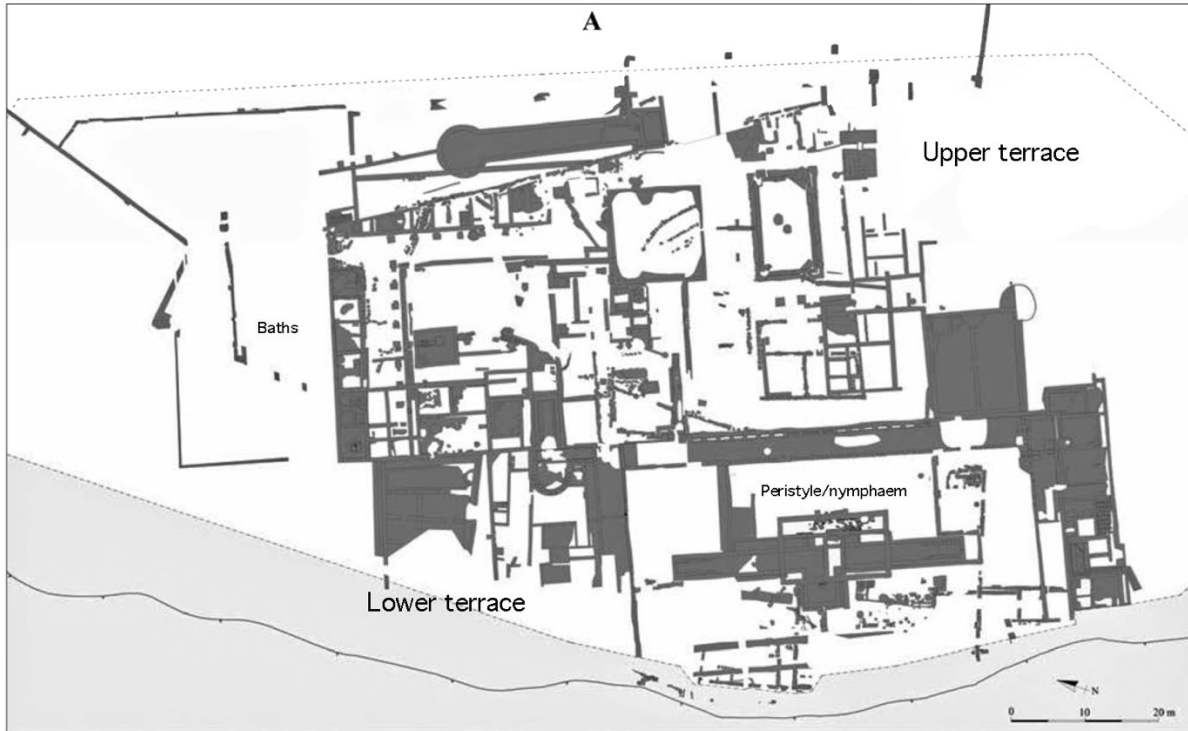 A
Upper terrace
Baths
Peristyle/nymphaem
Lower terrace
N
0 10 20 m